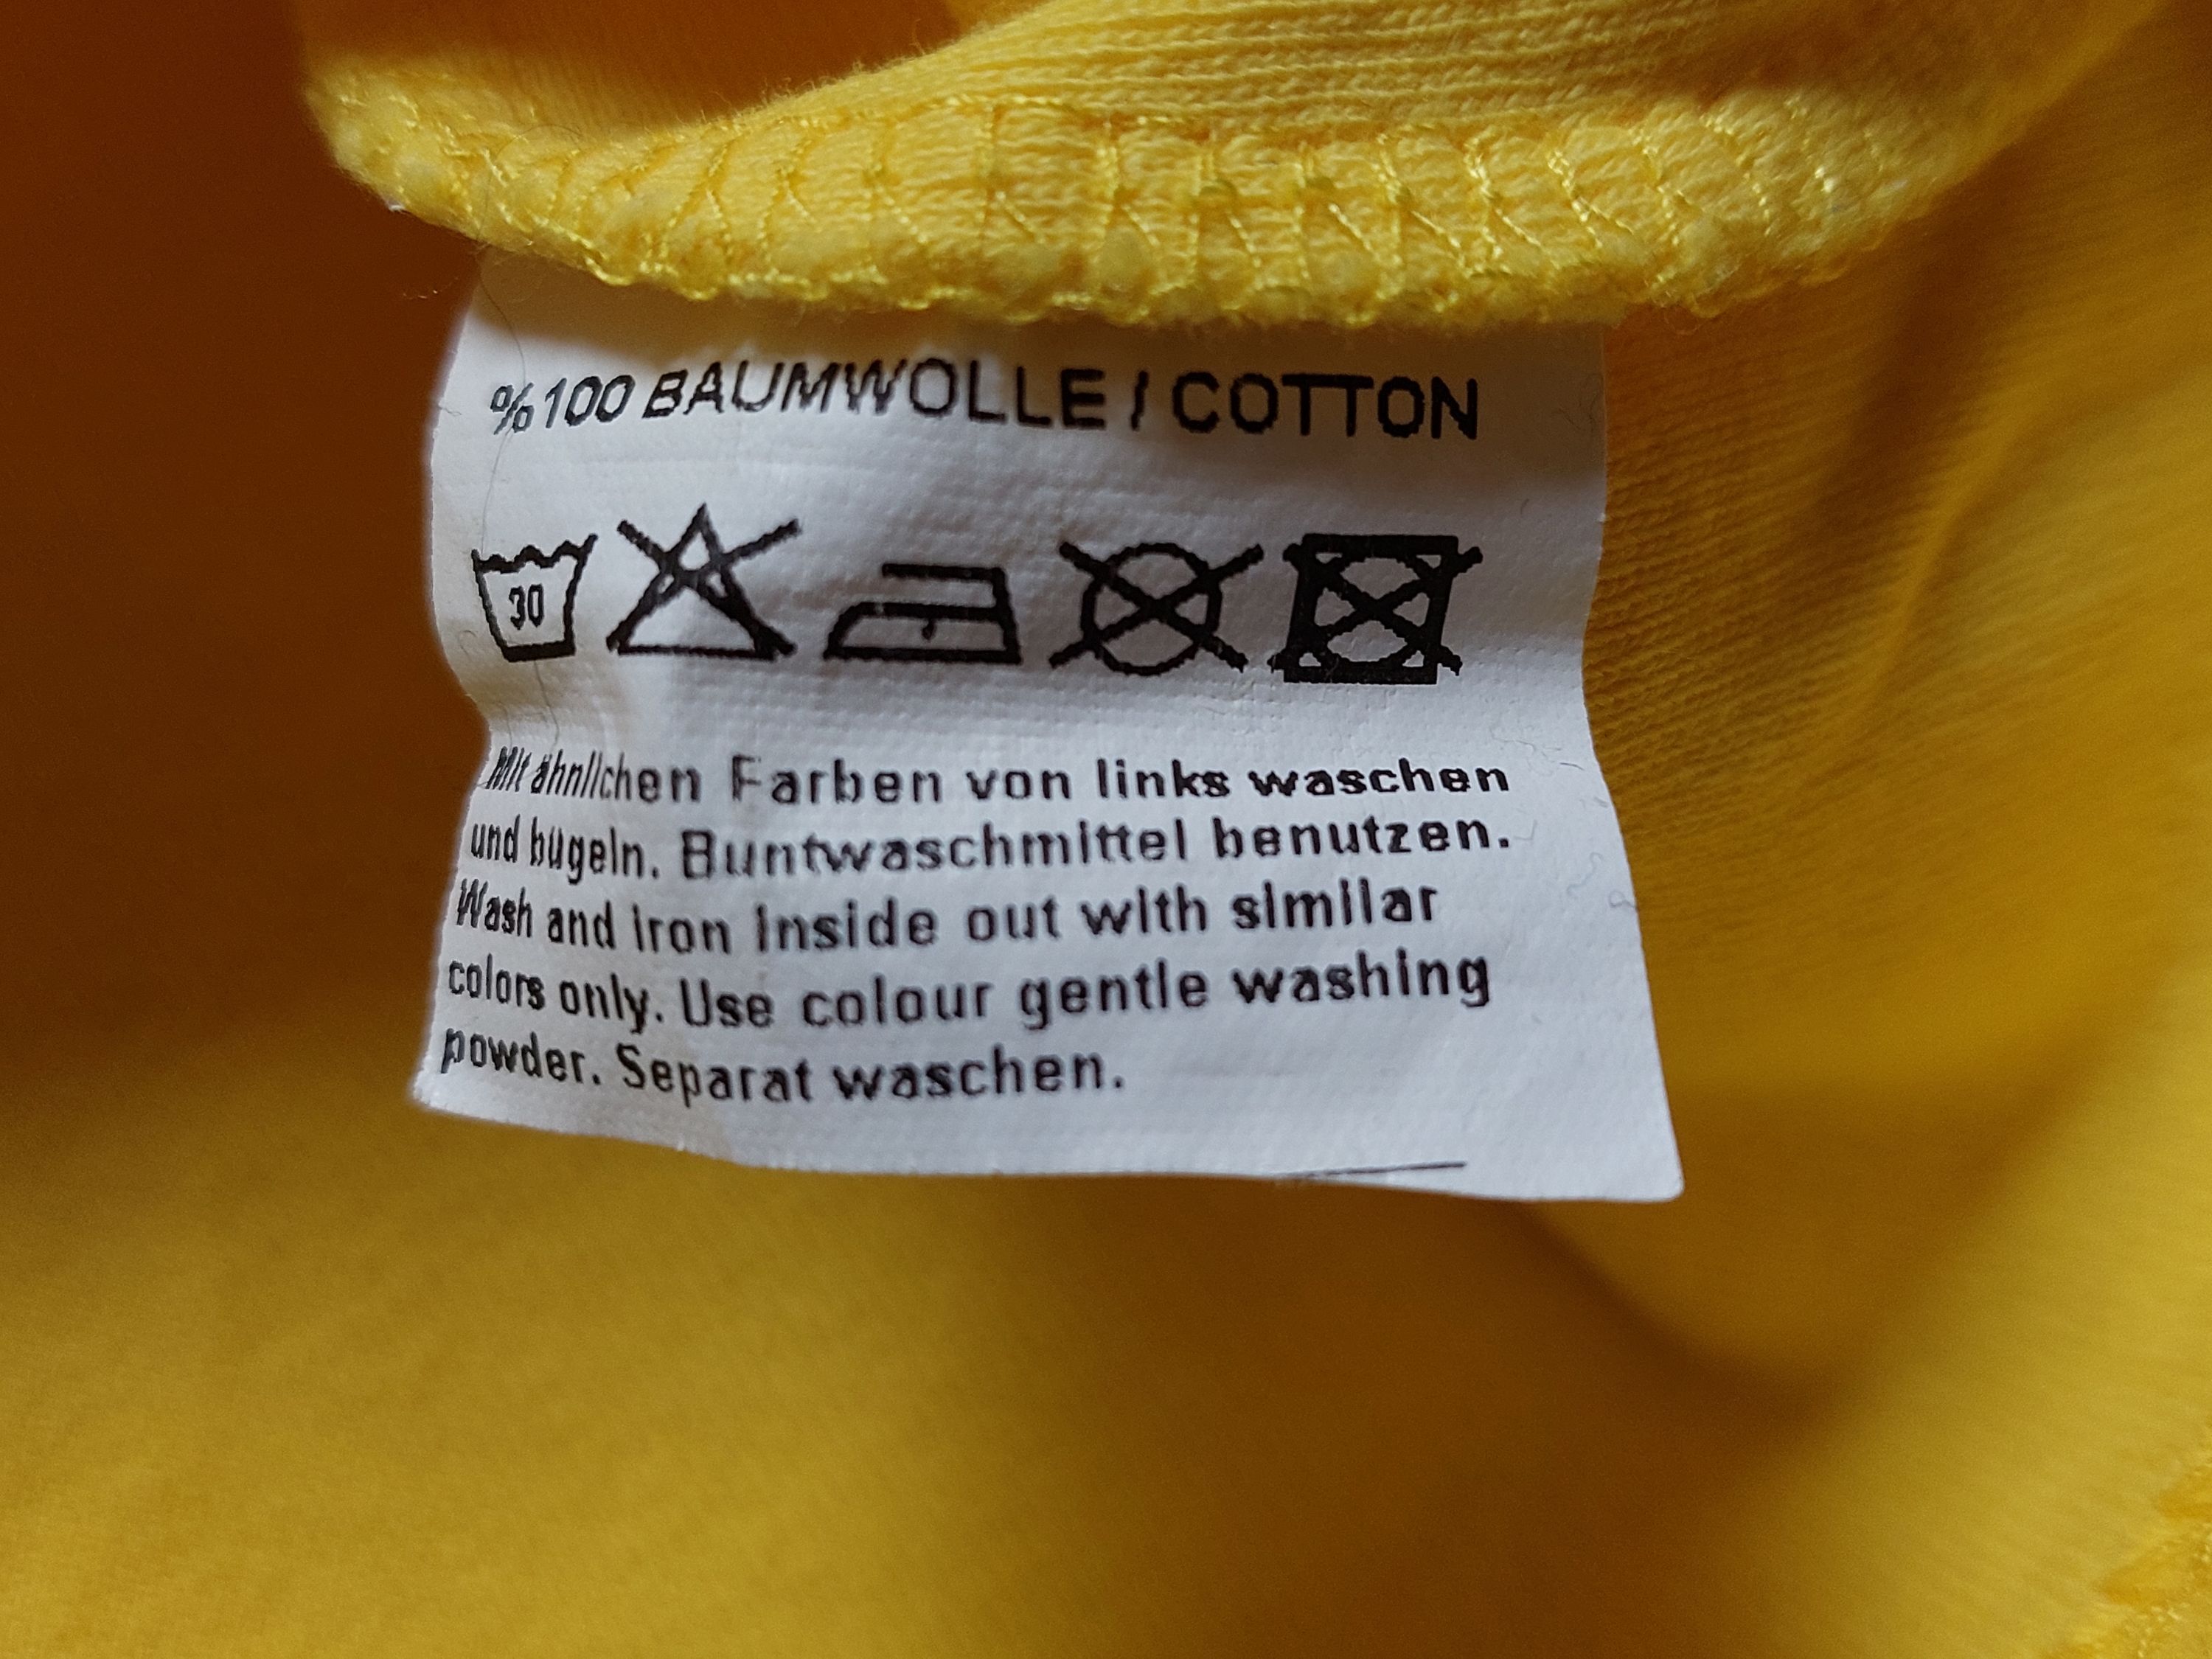 %100 BAUMWOLLE / COTTON
30
Mit ähnlichen Farben von links waschen
und bügeln. Buntwaschmittel benutzen.
Wash and iron inside out with similar
colors only. Use colour gentle washing
powder. Separat waschen.